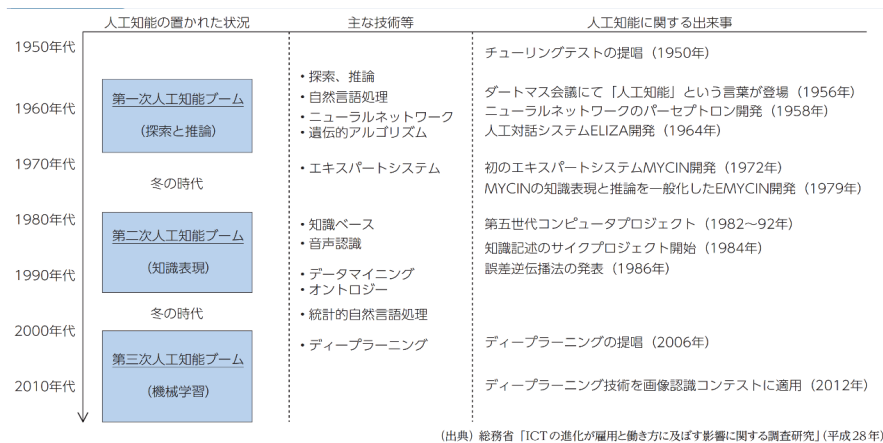 人工知能の置かれた状況
主な技術等
人工知能に関する出来事
1950年代
チューリングテストの提唱（1950年）
・探索、推論
第一次人工知能ブーム
・自然言語処理
ダートマス会議にて「人工知能」という言葉が登場（1956年）
1960年代
・ニューラルネットワーク
ニューラルネットワークのパーセプトロン開発（1958年）
（探索と推論）
・遺伝的アルゴリズム
人工対話システムELIZA開発（1964年）
1970年代
・エキスパートシステム
初のエキスパートシステムMYCIN開発（1972年）
冬の時代
MYCINの知識表現と推論を一般化したEMYCIN開発（1979年）
1980年代
・知識ベース
第五世代コンピュータプロジェクト（1982～92年）
第二次人工知能ブーム
・音声認識
知識記述のサイクプロジェクト開始（1984年）
（知識表現）
誤差逆伝播法の発表（1986年）
1990年代
・データマイニング
・オントロジー
冬の時代
・統計的自然言語処理
2000年代
・ディープラーニング
ディープラーニングの提唱（2006年）
第三次人工知能ブーム
（機械学習）
2010年代
ディープラーニング技術を画像認識コンテストに適用（2012年）
（出典）総務省「ICTの進化が雇用と働き方に及ぼす影響に関する調査研究」（平成28年）